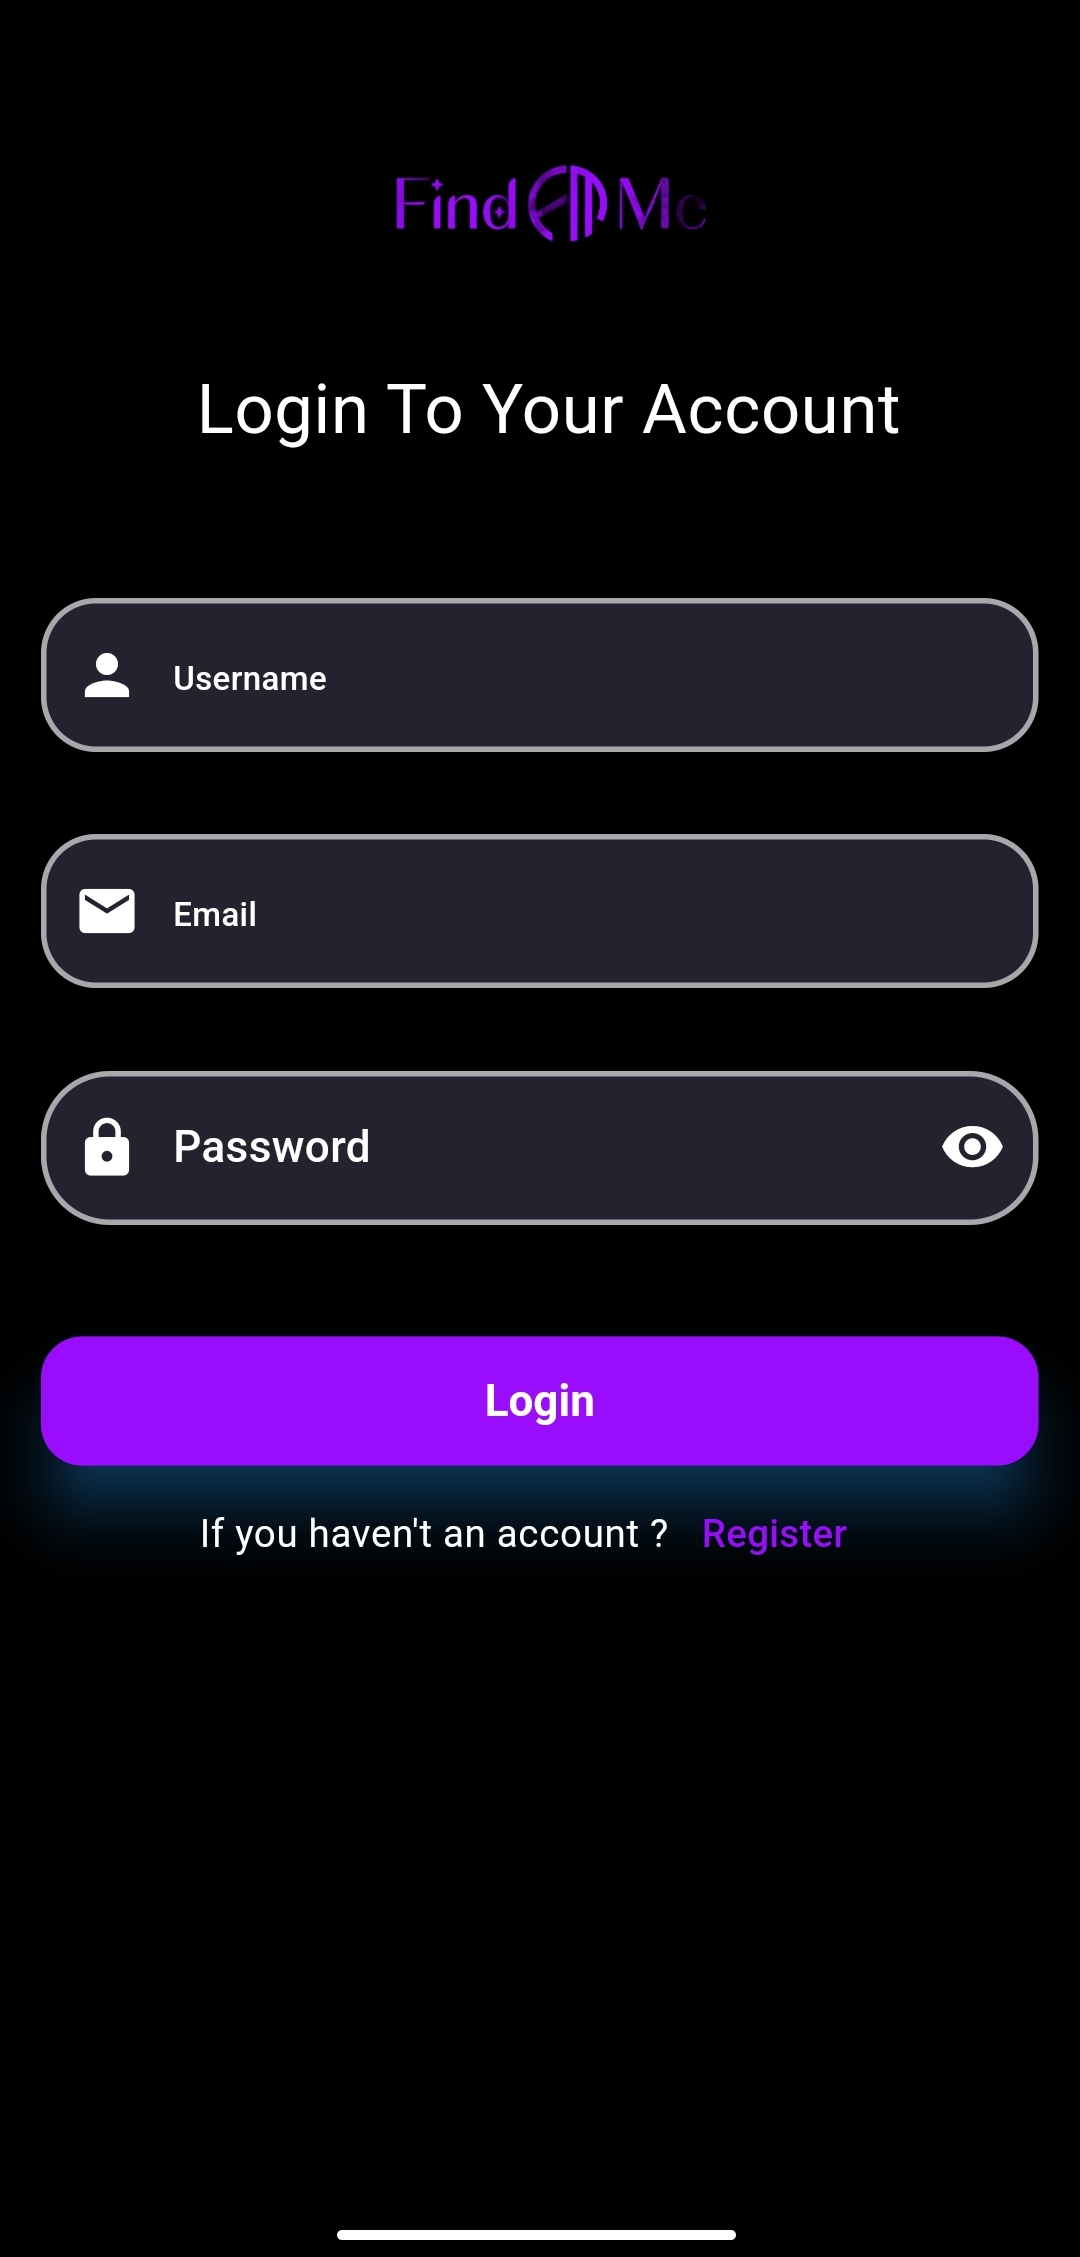 Find Me
Login To Your Account
Username
Email
Password
Login
If you haven't an account ? Register